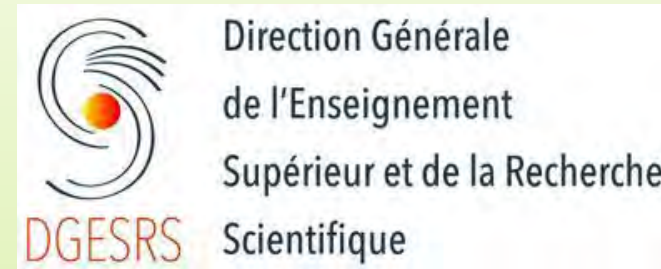 Direction Générale
de l'Enseignement
Supérieur et de la Recherche
DGESRS Scientifique